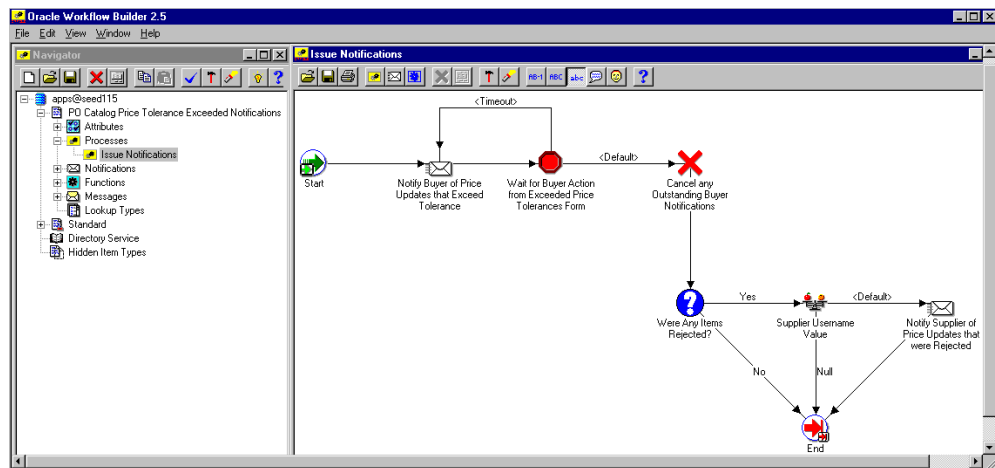 Oracle Workflow Builder 2.5
File Edit View Window Help
Navigator
apps@seed115
PO Catalog Price Tolerance Exceeded Notifications
Attributes
Processes
Issue Notifications
Notifications
Functions
Messages
Lookup Types
Standard
Directory Service
Hidden Item Types
Issue Notifications
AB-1 ABC abc
<Timeout>
<Default>
Start
Notify Buyer of Price
Updates that Exceed
Tolerance
Wait for Buyer Action
from Exceeded Price
Tolerances Form
Cancel any
Outstanding Buyer
Notifications
Yes
<Default>
Were Any Items
Rejected?
Supplier Username
Value
Notify Supplier of
Price Updates that
were Rejected
No
Null
End